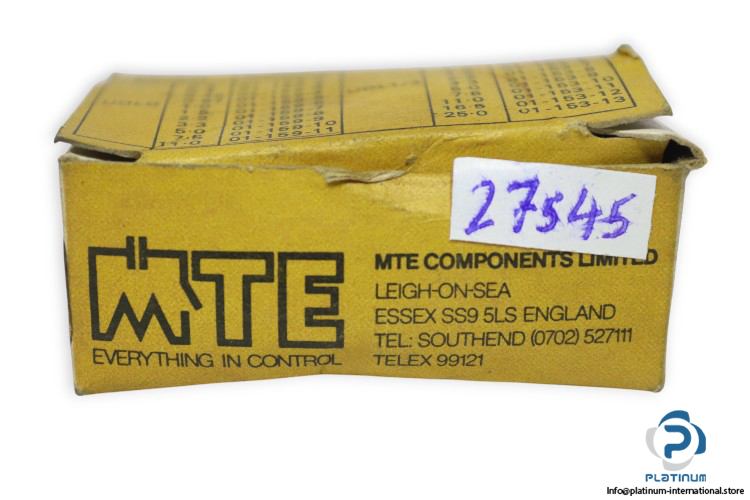 27545
MTE
EVERYTHING IN CONTROL
MTE COMPONENTS LIMITED
LEIGH-ON-SEA
ESSEX SS9 5LS ENGLAND
TEL: SOUTHEND (0702) 527111
TELEX 99121
PLATINUM
Info@platinum-international.store